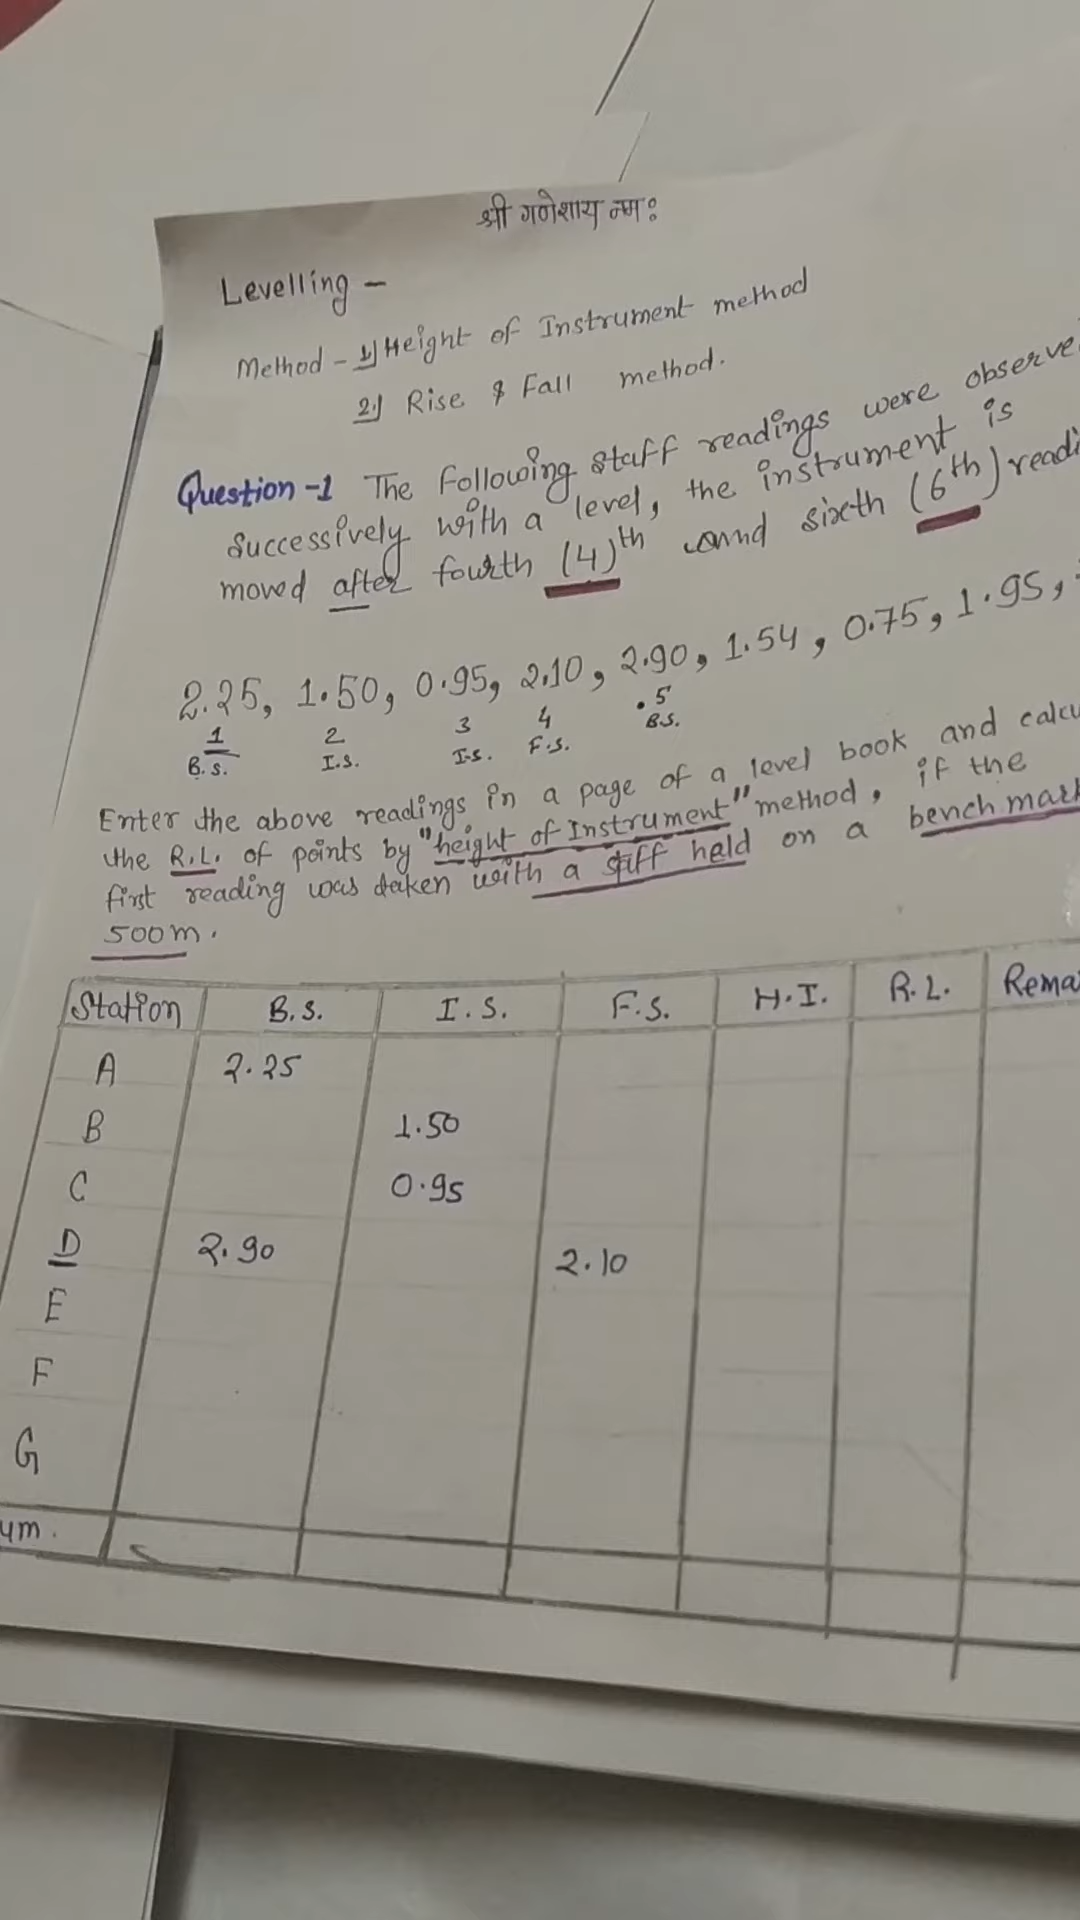 श्री गणेशाय नमः
Levelling -
Method - 1) Height of Instrument method
2) Rise & Fall method.
Question-1 The following staff readings were observe
successively with a level, the instrument is
moved after fourth (4)th and sixth (6th) readi
2.25, 1.50, 0.95, 2.10, 2.90, 1.54, 0.75, 1.95,
1 2 3 4 5
B.S. I.S. I.S. F.S. B.S.
Enter the above readings in a page of a level book and calcu
the R.L. of points by "height of Instrument" method, if the
first reading was taken with a staff held on a bench mark
500m.
Station B.S. I.S. F.S. H.I. R.L. Rema
A 2.25
B 1.50
C 0.95
D 2.90 2.10
E
F
G
um.